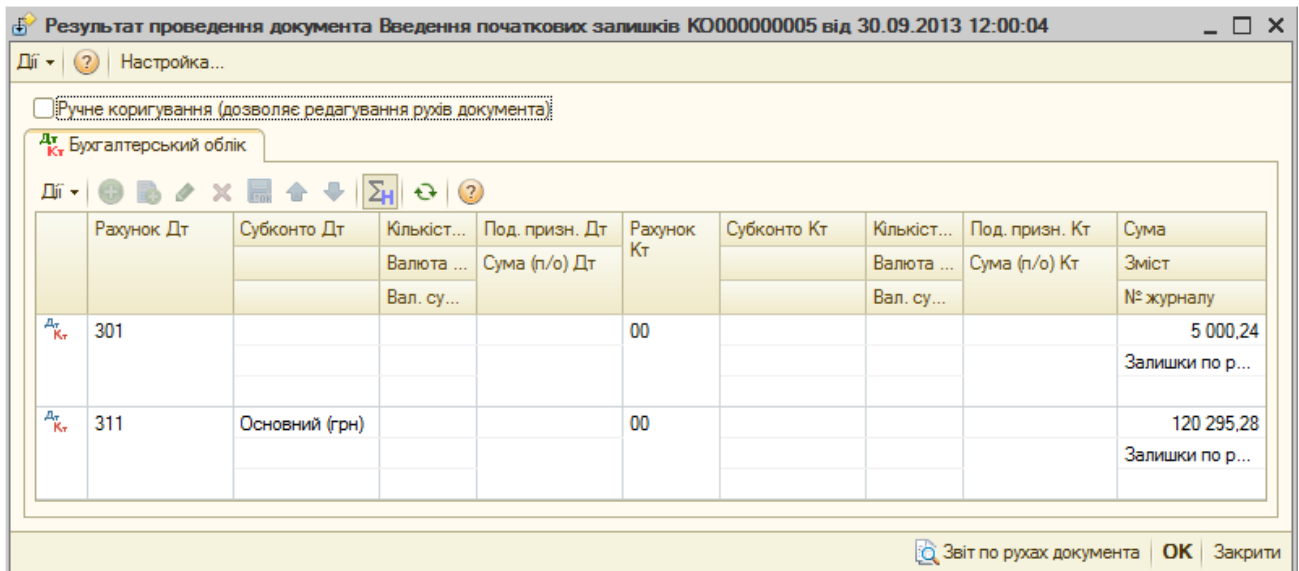 Результат проведення документа Введення початкових залишків КО000000005 від 30.09.2013 12:00:04
Дії Настройка...
Ручне коригування (дозволяє редагування рухів документа)
Дт Кт Бухгалтерський облік
Дії
Рахунок Дт Субконто Дт Кількіст... Под. призн. Дт Рахунок Кт Субконто Кт Кількіст... Под. призн. Кт Сума
Валюта ... Сума (п/о) Дт Валюта ... Сума (п/о) Кт Зміст
Вал. су... Вал. су... № журналу
Дт Кт 301 00 5 000,24
Залишки по р...
Дт Кт 311 Основний (грн) 00 120 295,28
Залишки по р...
Звіт по рухах документа OK Закрити